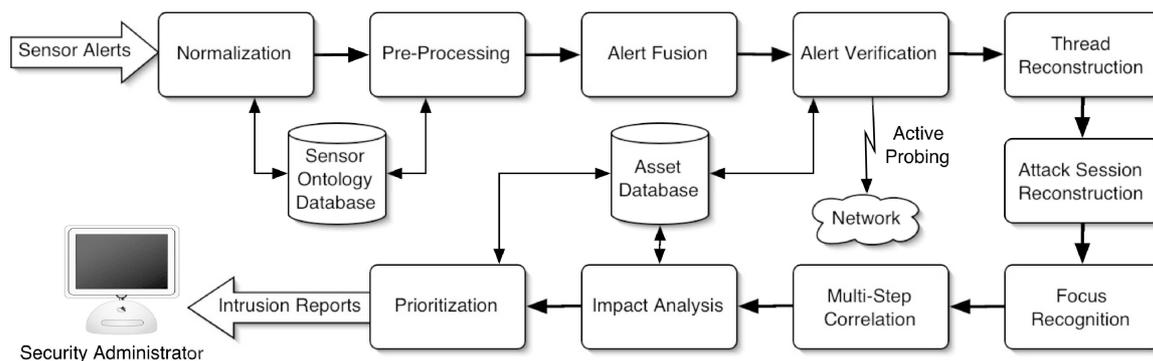 Sensor Alerts
Normalization
Pre-Processing
Alert Fusion
Alert Verification
Thread
Reconstruction
Sensor
Ontology
Database
Asset
Database
Active
Probing
Network
Attack Session
Reconstruction
Security Administrator
Intrusion Reports
Prioritization
Impact Analysis
Multi-Step
Correlation
Focus
Recognition